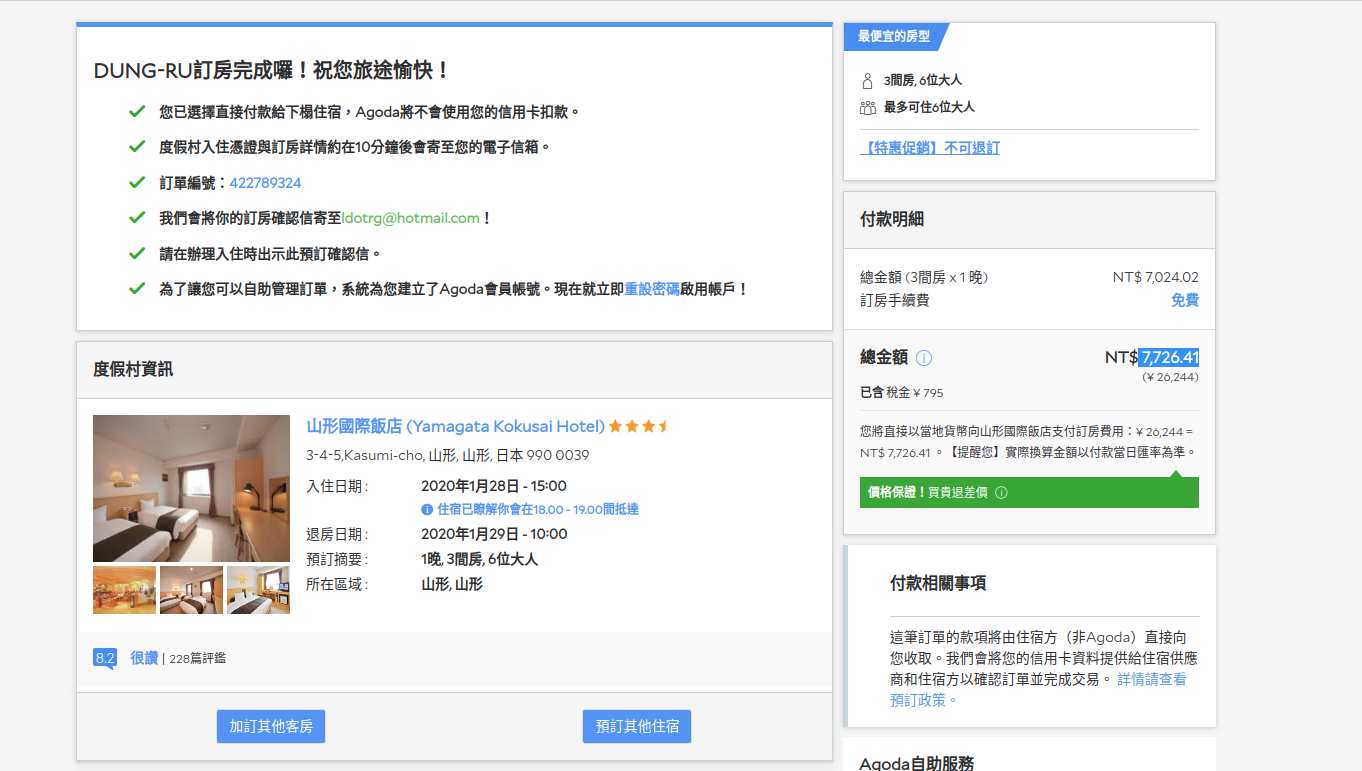 DUNG-RU訂房完成囉！祝您旅途愉快！
您已選擇直接付款給下榻住宿，Agoda將不會使用您的信用卡扣款。
度假村入住憑證與訂房詳情約在10分鐘後會寄至您的電子信箱。
訂單編號：422789324
我們會將你的訂房確認信寄至ldotrg@hotmail.com！
請在辦理入住時出示此預訂確認信。
為了讓您可以自助管理訂單，系統為您建立了Agoda會員帳號。現在就立即重設密碼啟用帳戶！
度假村資訊
山形國際飯店 (Yamagata Kokusai Hotel)
3-4-5,Kasumi-cho, 山形, 山形, 日本 990 0039
入住日期 : 2020年1月28日 - 15:00
住宿已瞭解你會在18.00 - 19.00間抵達
退房日期 : 2020年1月29日 - 10:00
預訂摘要 : 1晚, 3間房, 6位大人
所在區域 : 山形, 山形
8.2 很讚 | 228篇評鑑
加訂其他客房
預訂其他住宿
最便宜的房型
3間房, 6位大人
最多可住6位大人
【特惠促銷】不可退訂
付款明細
總金額 (3間房 x 1 晚) NT$ 7,024.02
訂房手續費 免費
總金額 NT$ 7,726.41
(¥ 26,244)
已含 稅金 ¥ 795
您將直接以當地貨幣向山形國際飯店支付訂房費用：¥ 26,244 =
NT$ 7,726.41 。【提醒您】實際換算金額以付款當日匯率為準。
價格保證！買貴退差價
付款相關事項
這筆訂單的款項將由住宿方（非Agoda）直接向
您收取。我們會將您的信用卡資料提供給住宿供應
商和住宿方以確認訂單並完成交易。 詳情請查看
預訂政策。
Agoda自助服務